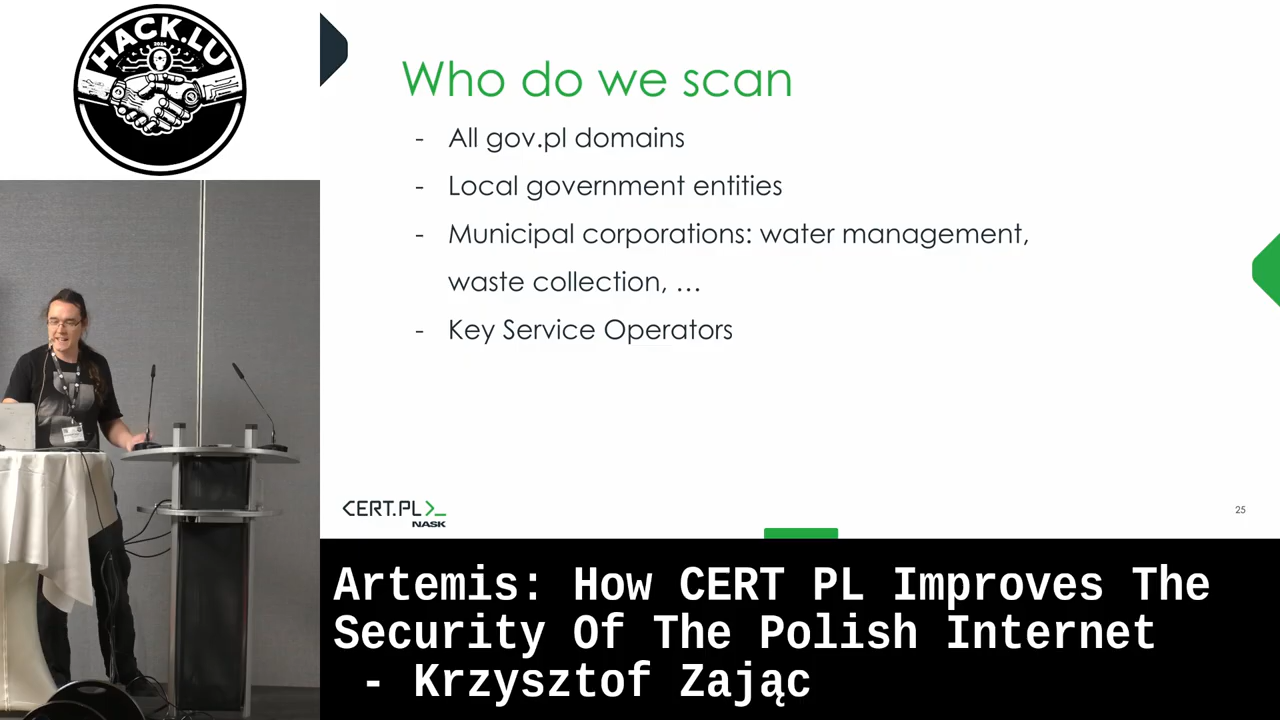 HACK.LU
2024
Who do we scan
- All gov.pl domains
- Local government entities
- Municipal corporations: water management,
waste collection, …
- Key Service Operators
<CERT.PL>_
NASK
25
Artemis: How CERT PL Improves The
Security Of The Polish Internet
- Krzysztof Zając